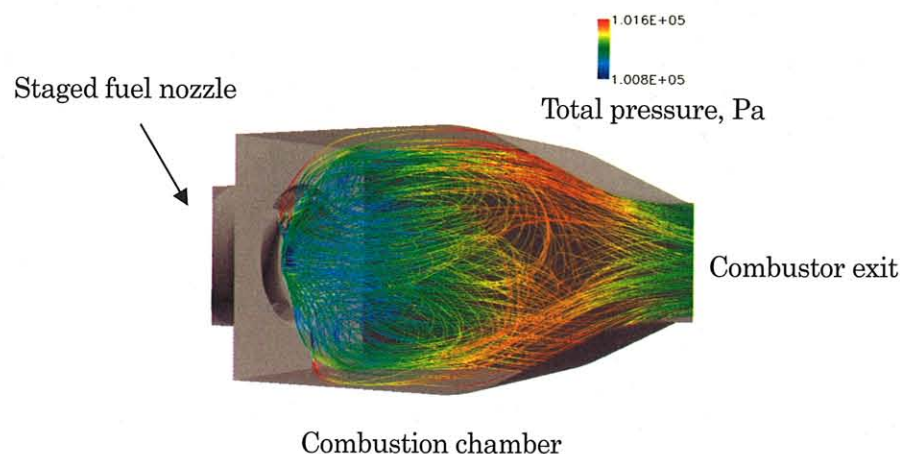 1.016E+05
1.008E+05
Total pressure, Pa
Staged fuel nozzle
Combustor exit
Combustion chamber